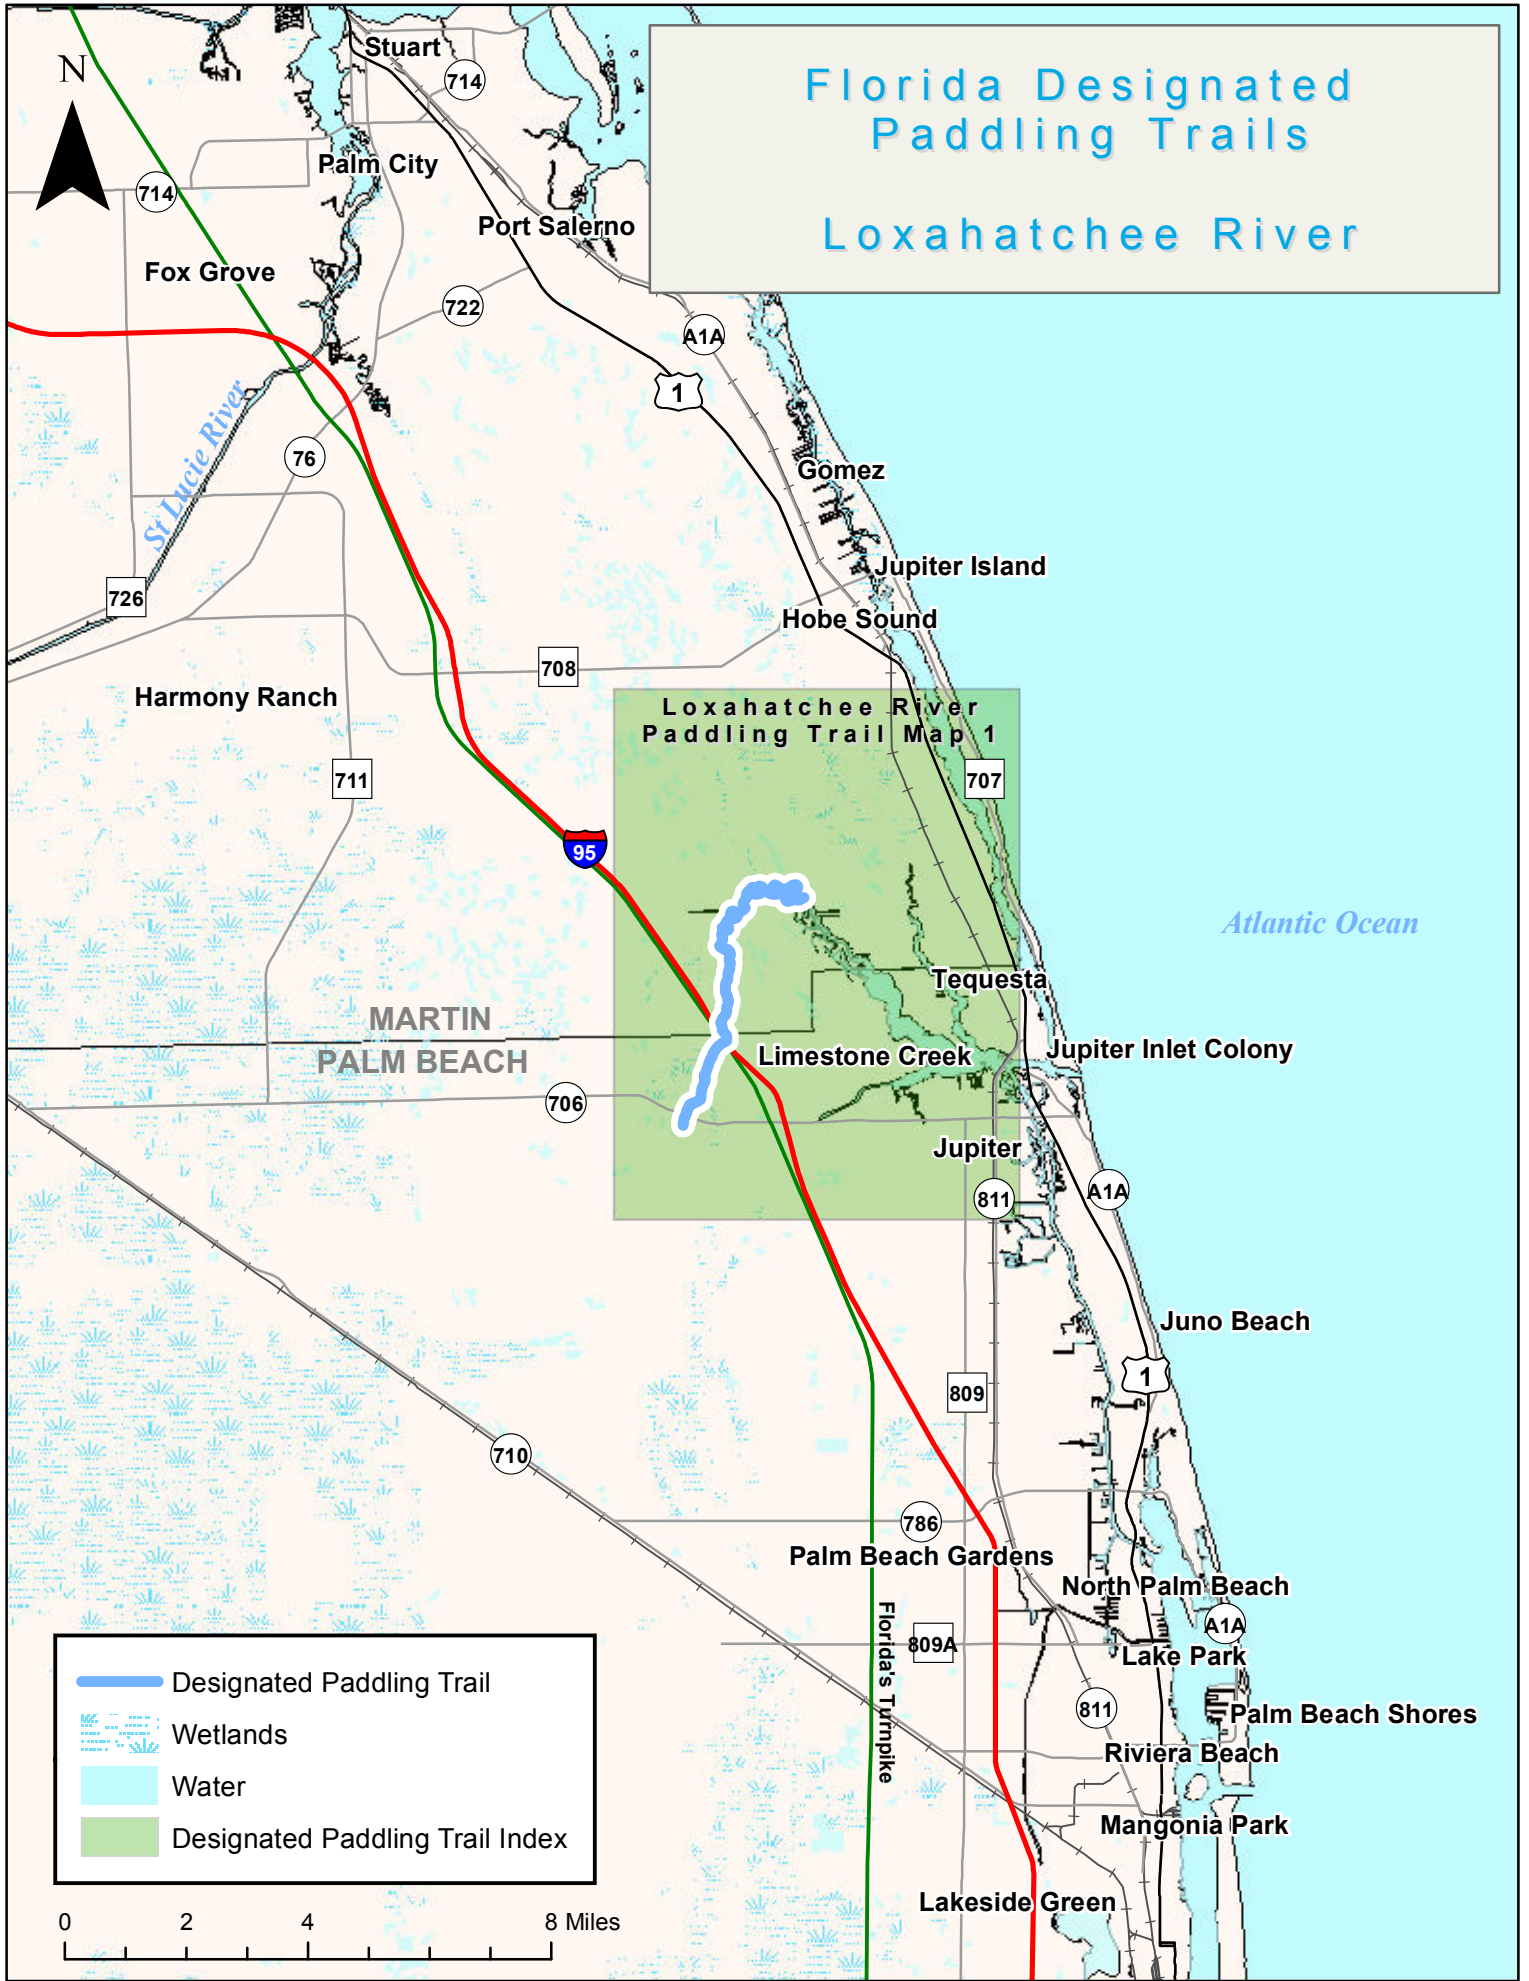 Florida Designated
Paddling Trails
Loxahatchee River
N
Stuart
714
Palm City
714
Port Salerno
Fox Grove
722
A1A
1
St Lucie River
76
Gomez
Jupiter Island
726
Hobe Sound
708
Harmony Ranch
Loxahatchee River
Paddling Trail Map 1
711
707
95
Atlantic Ocean
Tequesta
MARTIN
PALM BEACH
Limestone Creek
Jupiter Inlet Colony
706
Jupiter
811
A1A
Juno Beach
1
809
710
786
Palm Beach Gardens
North Palm Beach
Florida's Turnpike
A1A
809A
Lake Park
811
Palm Beach Shores
Riviera Beach
Mangonia Park
Lakeside Green
Designated Paddling Trail
Wetlands
Water
Designated Paddling Trail Index
0 2 4 8 Miles